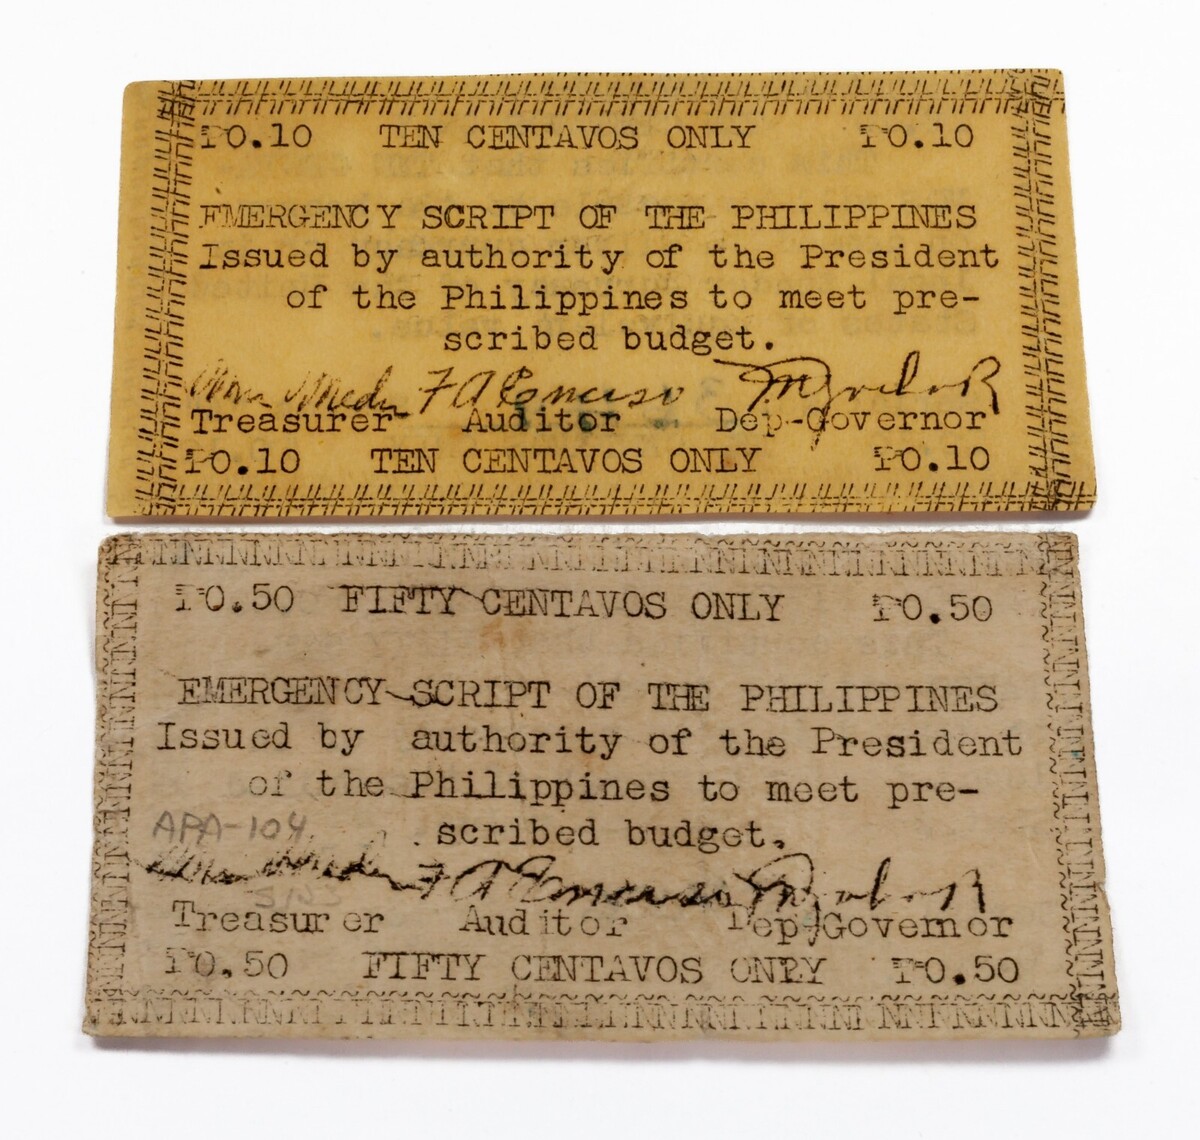 ₱0.10 TEN CENTAVOS ONLY ₱0.10
EMERGENCY SCRIPT OF THE PHILIPPINES
Issued by authority of the President
of the Philippines to meet pre-
scribed budget.
Treasurer Auditor Dep-Governor
₱0.10 TEN CENTAVOS ONLY ₱0.10
₱0.50 FIFTY CENTAVOS ONLY ₱0.50
EMERGENCY SCRIPT OF THE PHILIPPINES
Issued by authority of the President
of the Philippines to meet pre-
APA-104
scribed budget.
Treasurer Auditor Dep-Governor
₱0.50 FIFTY CENTAVOS ONLY ₱0.50